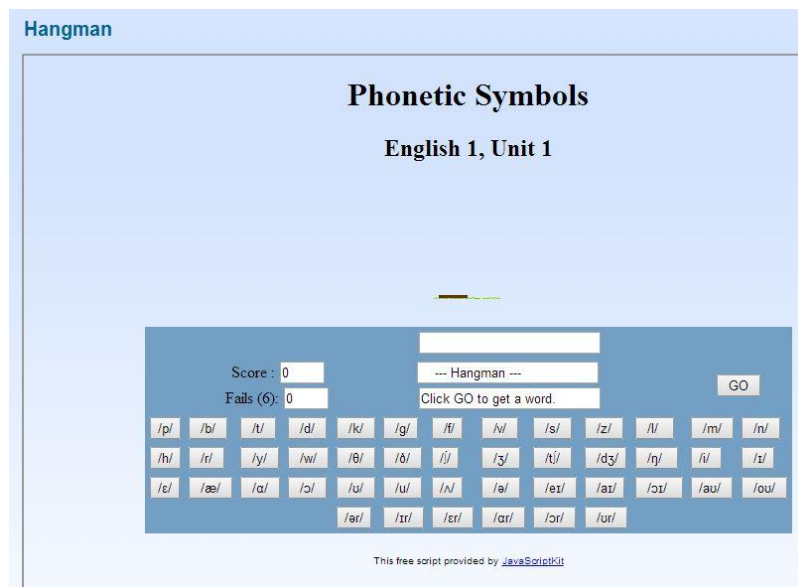 Hangman
Phonetic Symbols
English 1, Unit 1
Score : 0 --- Hangman ---
GO
Fails (6): 0 Click GO to get a word.
/p/ /b/ /t/ /d/ /k/ /g/ /f/ /v/ /s/ /z/ /l/ /m/ /n/
/h/ /r/ /y/ /w/ /θ/ /ð/ /ʃ/ /ʒ/ /tʃ/ /dʒ/ /ŋ/ /i/ /ɪ/
/ɛ/ /æ/ /ɑ/ /ɔ/ /ʊ/ /u/ /ʌ/ /ə/ /eɪ/ /aɪ/ /ɔɪ/ /aʊ/ /oʊ/
/ər/ /ɪr/ /ɛr/ /ɑr/ /ɔr/ /ʊr/
This free script provided by JavaScriptKit